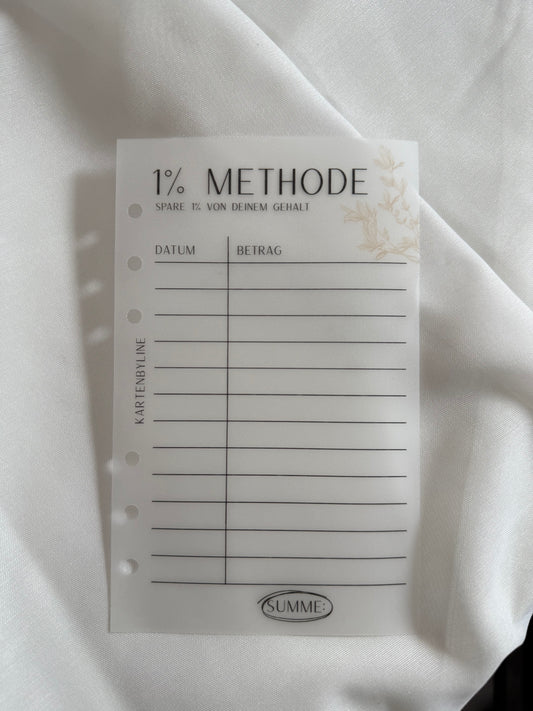 1% METHODE
SPARE 1% VON DEINEM GEHALT
DATUM BETRAG
KARTENBYLINE
SUMME: